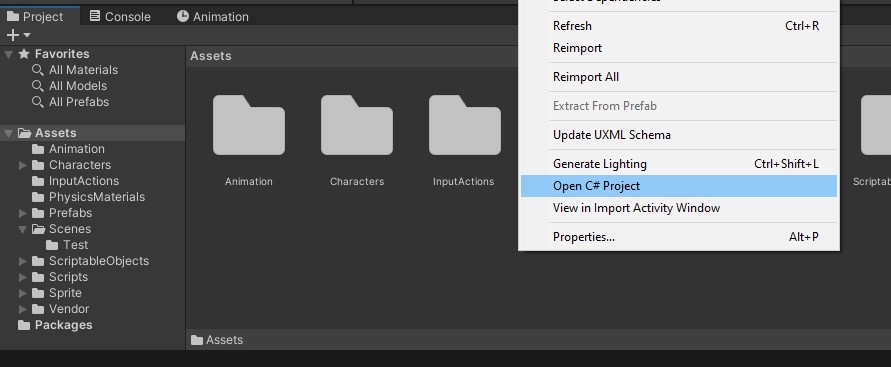 Project Console Animation
Select Dependencies
Refresh Ctrl+R
Reimport
Reimport All
Extract From Prefab
Update UXML Schema
Generate Lighting Ctrl+Shift+L
Open C# Project
View in Import Activity Window
Properties... Alt+P
Favorites
All Materials
All Models
All Prefabs
Assets
Animation
Characters
InputActions
PhysicsMaterials
Prefabs
Scenes
Test
ScriptableObjects
Scripts
Sprite
Vendor
Packages
Assets
Animation Characters InputActions Scriptab
Assets